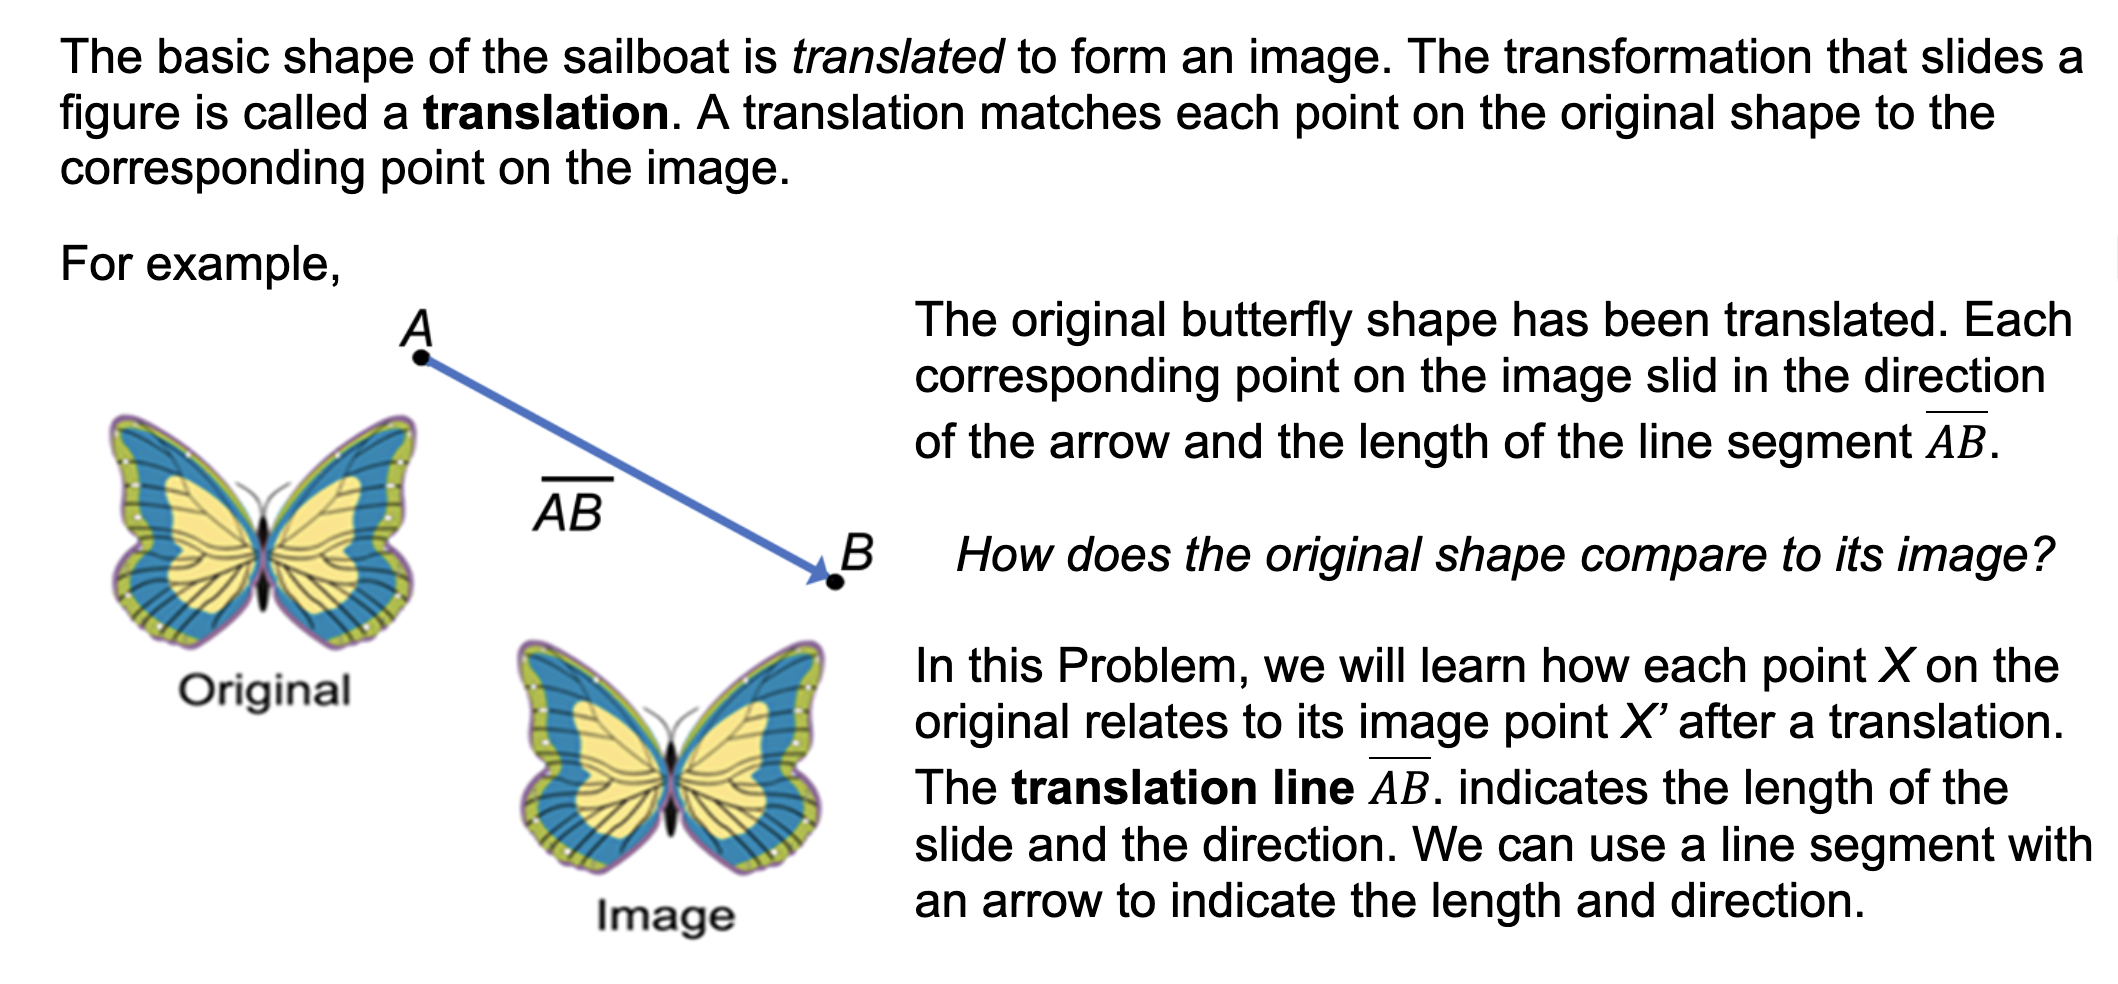 The basic shape of the sailboat is translated to form an image. The transformation that slides a
figure is called a translation. A translation matches each point on the original shape to the
corresponding point on the image.
For example,
A
AB
B
Original
Image
The original butterfly shape has been translated. Each
corresponding point on the image slid in the direction
of the arrow and the length of the line segment A̅B̅.
How does the original shape compare to its image?
In this Problem, we will learn how each point X on the
original relates to its image point X’ after a translation.
The translation line A̅B̅. indicates the length of the
slide and the direction. We can use a line segment with
an arrow to indicate the length and direction.